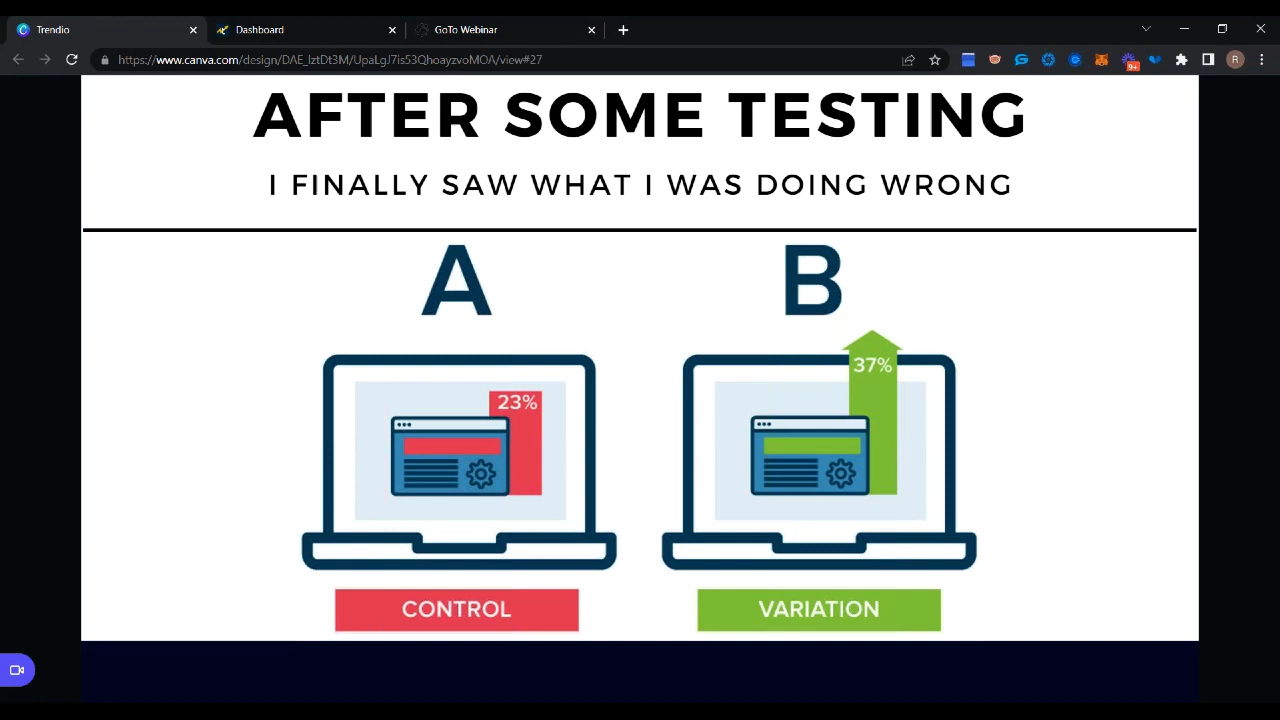 Trendio
Dashboard
GoTo Webinar
https://www.canva.com/design/DAE_lztDt3M/UpaLgJ7is53QhoayzvoMOA/view#27
9+
R
AFTER SOME TESTING
I FINALLY SAW WHAT I WAS DOING WRONG
A B
37%
23%
CONTROL VARIATION